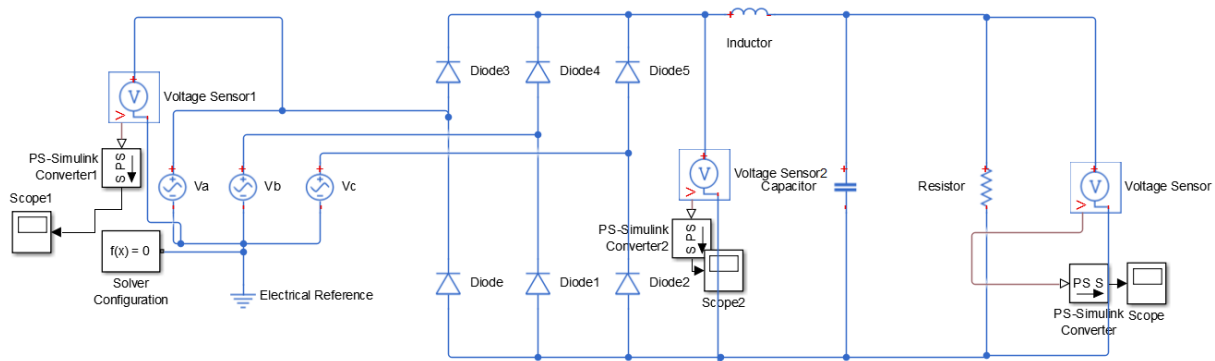 Inductor
Diode3
Diode4
Diode5
V
Voltage Sensor1
V
PS-Simulink
Converter1
S PS
Scope1
Va
Vb
Vc
V
Voltage Sensor2
Capacitor
V
PS-Simulink
Converter2
S PS
Scope2
Resistor
V
Voltage Sensor
V
f(x) = 0
Solver
Configuration
Electrical Reference
Diode
Diode1
Diode2
PS S
PS-Simulink
Converter
Scope